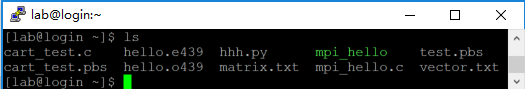 lab@login:~
[lab@login ~]$ ls
cart_test.c hello.e439 hhh.py mpi_hello test.pbs
cart_test.pbs hello.o439 matrix.txt mpi_hello.c vector.txt
[lab@login ~]$